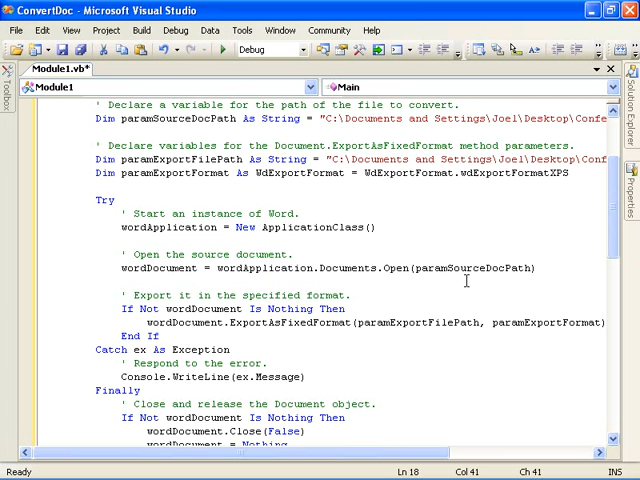 ConvertDoc - Microsoft Visual Studio
File Edit View Project Build Debug Data Tools Window Community Help
Debug
Module1.vb*
Module1 Main
' Declare a variable for the path of the file to convert.
Dim paramSourceDocPath As String = "C:\Documents and Settings\Joel\Desktop\Confe
' Declare variables for the Document.ExportAsFixedFormat method parameters.
Dim paramExportFilePath As String = "C:\Documents and Settings\Joel\Desktop\Confe
Dim paramExportFormat As WdExportFormat = WdExportFormat.wdExportFormatXPS
Try
' Start an instance of Word.
wordApplication = New ApplicationClass()
' Open the source document.
wordDocument = wordApplication.Documents.Open(paramSourceDocPath)
' Export it in the specified format.
If Not wordDocument Is Nothing Then
wordDocument.ExportAsFixedFormat(paramExportFilePath, paramExportFormat)
End If
Catch ex As Exception
' Respond to the error.
Console.WriteLine(ex.Message)
Finally
' Close and release the Document object.
If Not wordDocument Is Nothing Then
wordDocument.Close(False)
wordDocument = Nothing
Toolbox
Solution Explorer
Properties
Ready Ln 18 Col 41 Ch 41 INS